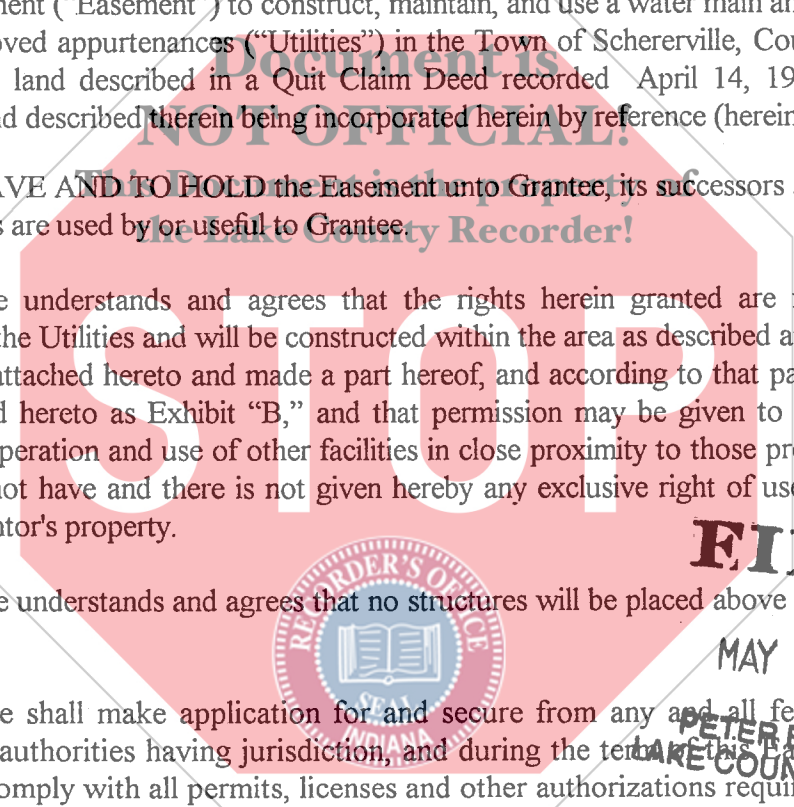 ment ("Easement") to construct, maintain, and use a water main an
oved appurtenances ("Utilities") in the Town of Schererville, Cou
Document is
land described in a Quit Claim Deed recorded April 14, 19
NOT OFFICIAL!
nd described therein being incorporated herein by reference (herein
AVE AND TO HOLD the Easement unto Grantee, its successors
This Document is the property of
s are used by or useful to Grantee.
the Lake County Recorder!
e understands and agrees that the rights herein granted are
the Utilities and will be constructed within the area as described a
attached hereto and made a part hereof, and according to that pa
d hereto as Exhibit "B," and that permission may be given to
STOP
peration and use of other facilities in close proximity to those pr
not have and there is not given hereby any exclusive right of use
ntor's property.
FI
RECORDER'S OFFICE
e understands and agrees that no structures will be placed above
MAY
SEAL
INDIANA
e shall make application for and secure from any and all fe
PETER
authorities having jurisdiction, and during the term of this Ea
LAKE COUN
omply with all permits, licenses and other authorizations requi